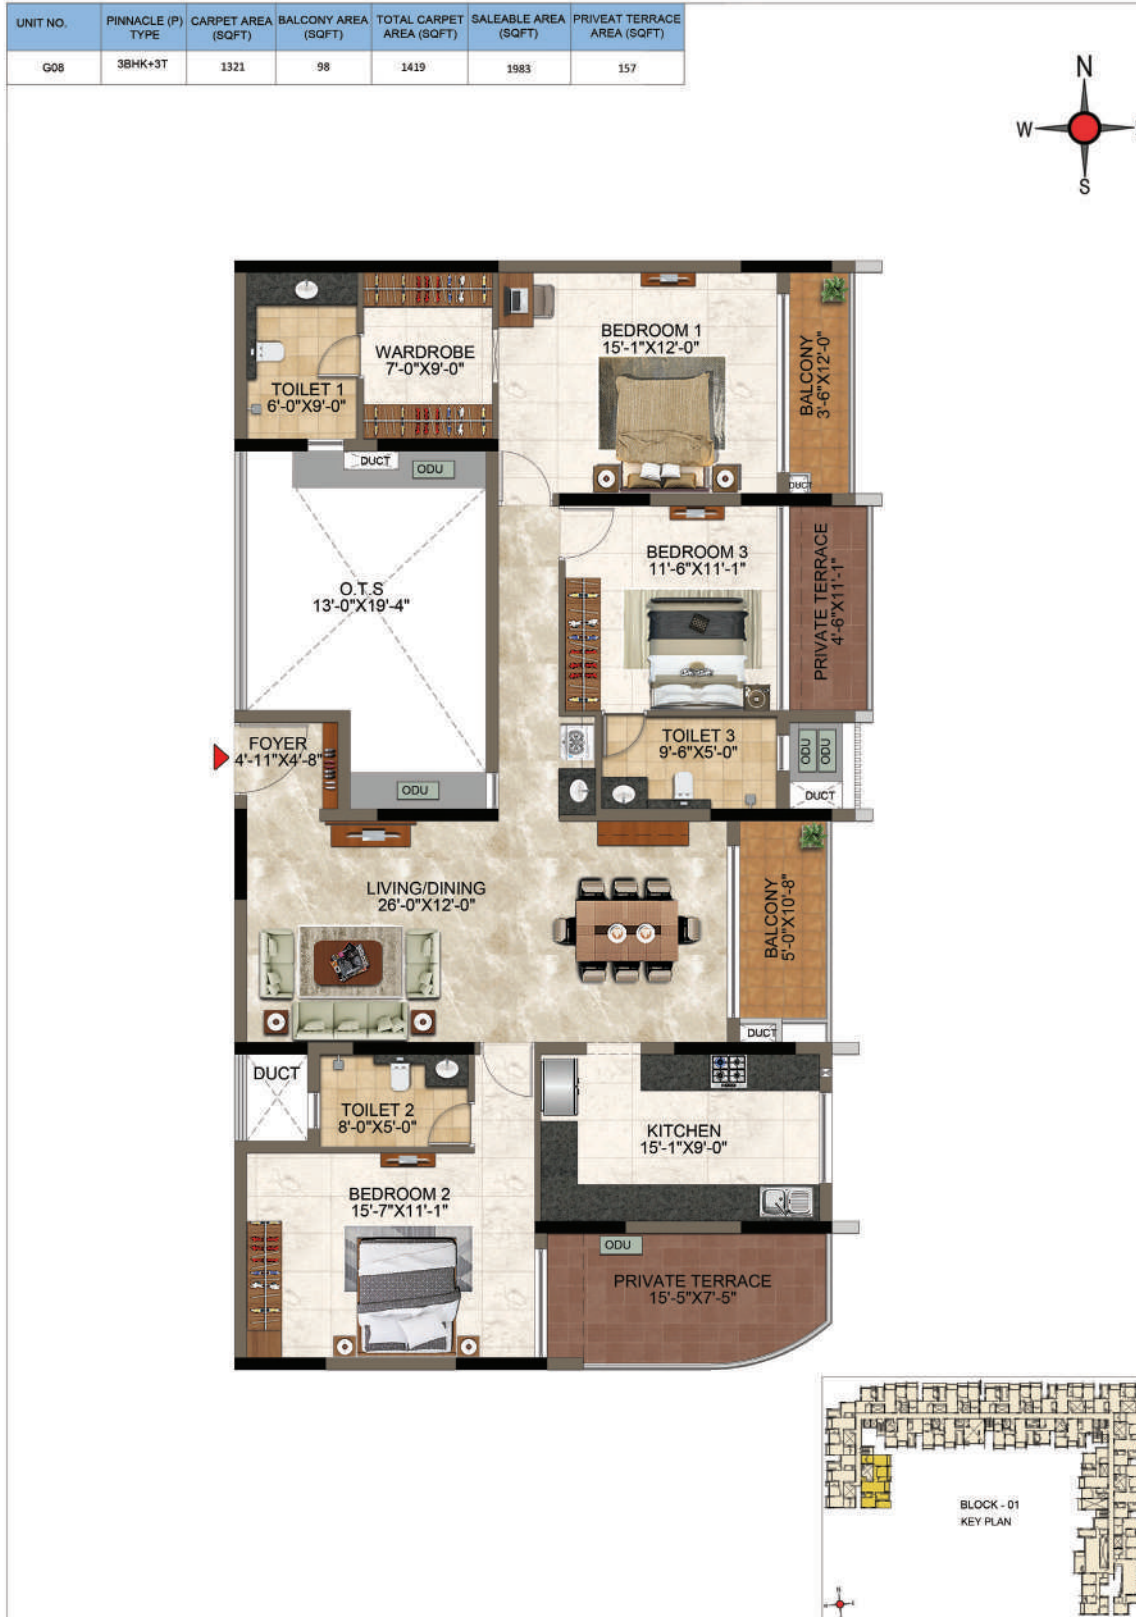 UNIT NO. PINNACLE (P) TYPE CARPET AREA (SQFT) BALCONY AREA (SQFT) TOTAL CARPET AREA (SQFT) SALEABLE AREA (SQFT) PRIVEAT TERRACE AREA (SQFT)
G08 3BHK+3T 1321 98 1419 1983 157
N
W
S
WARDROBE
7'-0"X9'-0"
TOILET 1
6'-0"X9'-0"
BEDROOM 1
15'-1"X12'-0"
BALCONY
3'-6"X12'-0"
DUCT
ODU
DUCT
O.T.S
13'-0"X19'-4"
BEDROOM 3
11'-6"X11'-1"
PRIVATE TERRACE
4'-6"X11'-1"
FOYER
4'-11"X4'-8"
ODU
TOILET 3
9'-6"X5'-0"
ODU
ODU
DUCT
LIVING/DINING
26'-0"X12'-0"
BALCONY
5'-0"X10'-8"
DUCT
DUCT
TOILET 2
8'-0"X5'-0"
KITCHEN
15'-1"X9'-0"
BEDROOM 2
15'-7"X11'-1"
ODU
PRIVATE TERRACE
15'-5"X7'-5"
BLOCK - 01
KEY PLAN